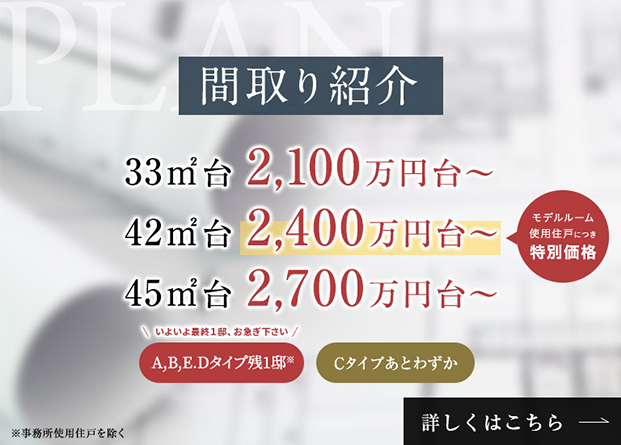 PLAN
間取り紹介
33㎡台 2,100万円台～
42㎡台 2,400万円台～
モデルルーム
使用住戸につき
特別価格
45㎡台 2,700万円台～
\ いよいよ最終1邸、お急ぎ下さい /
A,B,E.Dタイプ残1邸※
Cタイプあとわずか
詳しくはこちら
※事務所使用住戸を除く